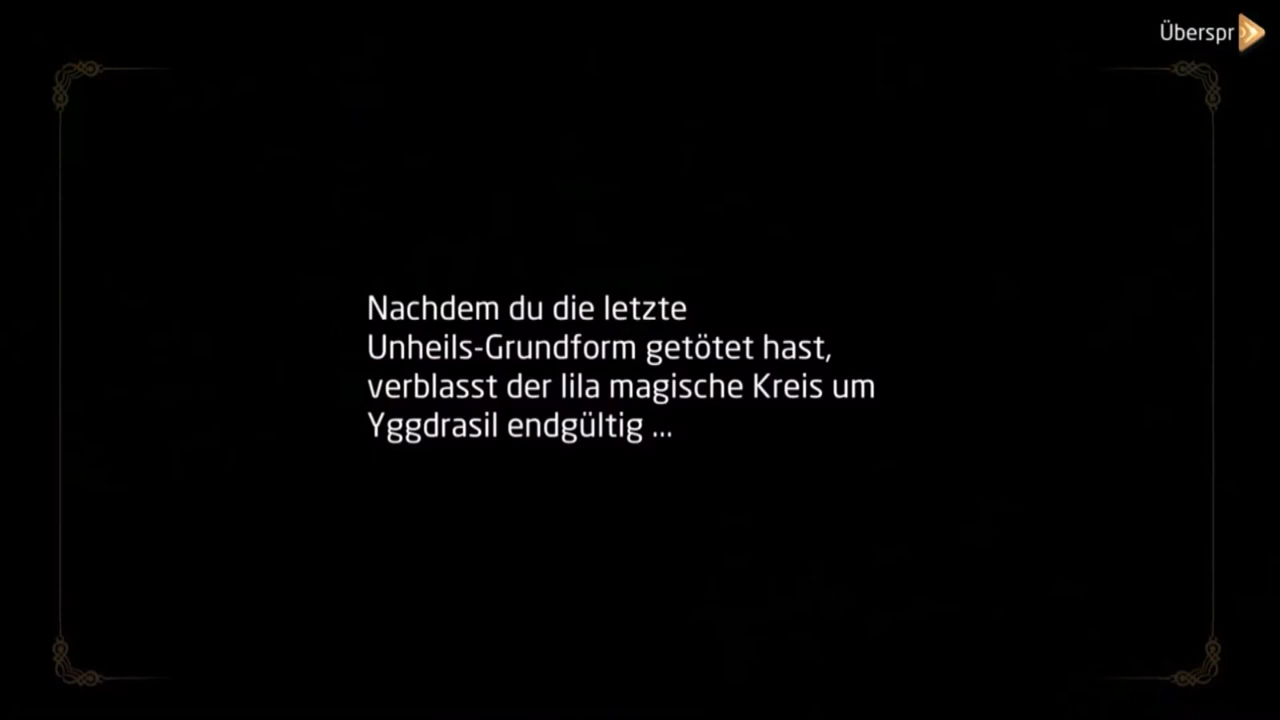 Überspr
Nachdem du die letzte
Unheils-Grundform getötet hast,
verblasst der lila magische Kreis um
Yggdrasil endgültig ...